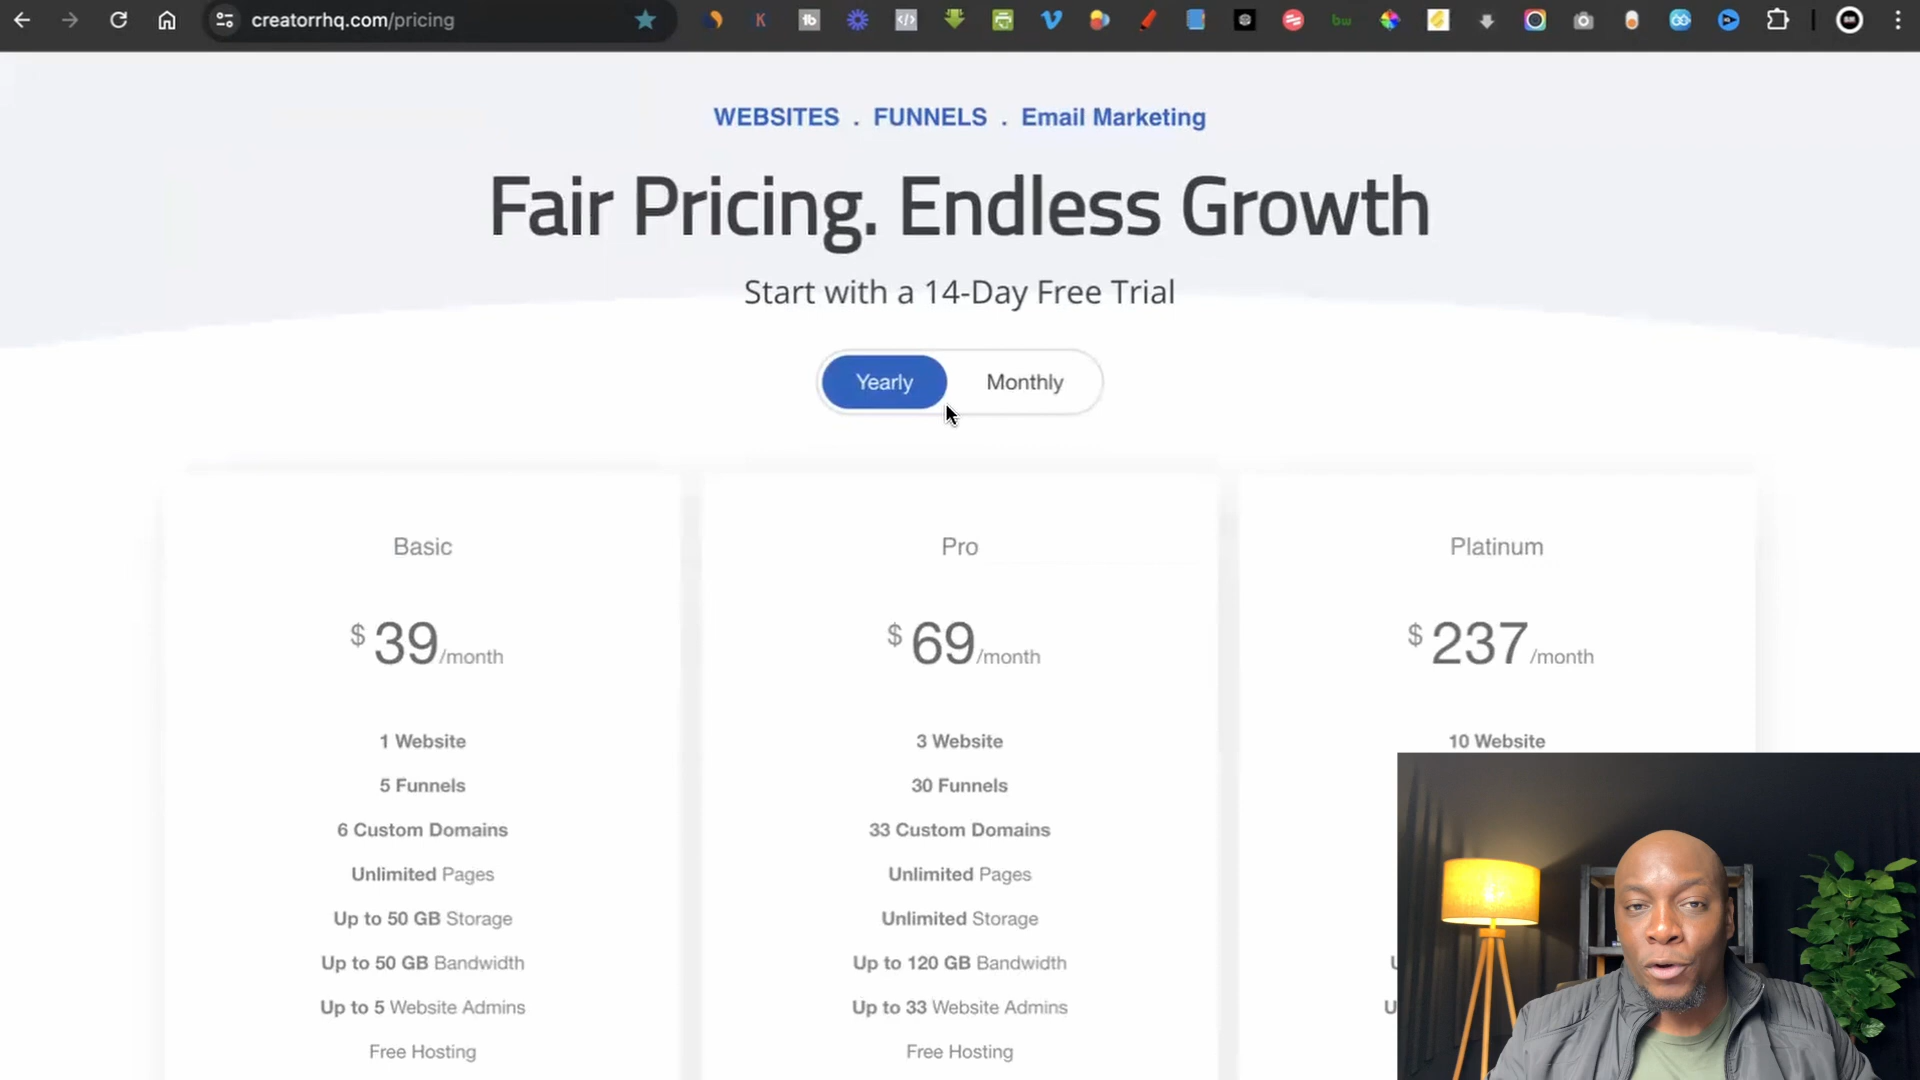 creatorrhq.com/pricing
WEBSITES . FUNNELS . Email Marketing
Fair Pricing. Endless Growth
Start with a 14-Day Free Trial
Yearly
Monthly
Basic
$ 39/month
1 Website
5 Funnels
6 Custom Domains
Unlimited Pages
Up to 50 GB Storage
Up to 50 GB Bandwidth
Up to 5 Website Admins
Free Hosting
Pro
$ 69/month
3 Website
30 Funnels
33 Custom Domains
Unlimited Pages
Unlimited Storage
Up to 120 GB Bandwidth
Up to 33 Website Admins
Free Hosting
Platinum
$ 237/month
10 Website